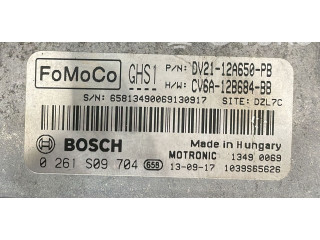 FoMoCo GHS1 P/N: DV21-12A650-PB
H/W: CV6A-12B684-BB
S/N: 65813490069130917 SITE: DZL7C
BOSCH Made in Hungary
MOTRONIC 1349 0069
0 261 S09 704 658 13-09-17 1039S65626